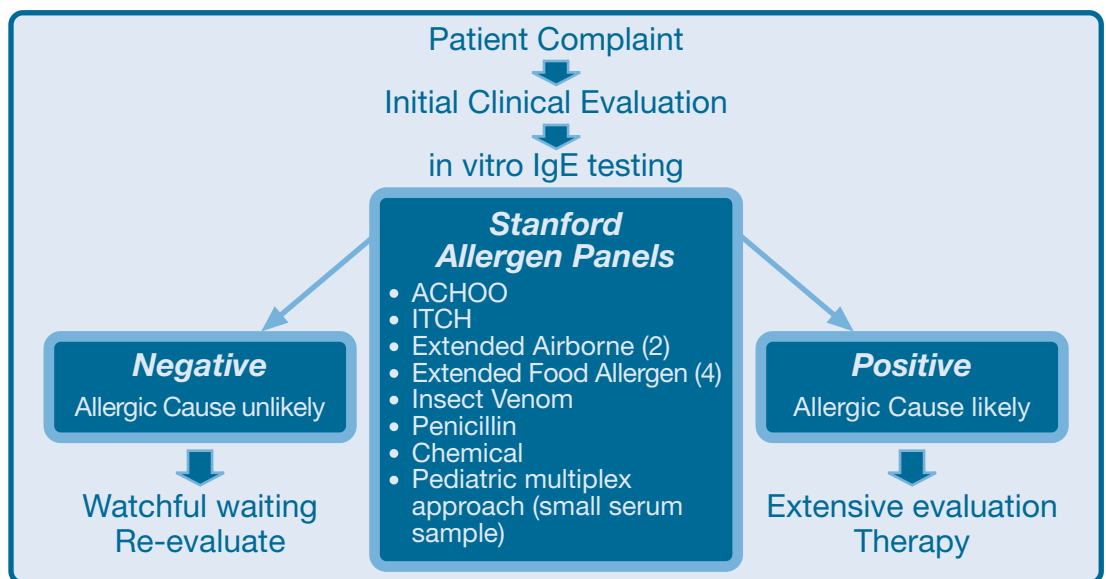 Patient Complaint
Initial Clinical Evaluation
in vitro IgE testing
Stanford
Allergen Panels
• ACHOO
• ITCH
• Extended Airborne (2)
• Extended Food Allergen (4)
• Insect Venom
• Penicillin
• Chemical
• Pediatric multiplex
approach (small serum
sample)
Negative
Allergic Cause unlikely
Watchful waiting
Re-evaluate
Positive
Allergic Cause likely
Extensive evaluation
Therapy